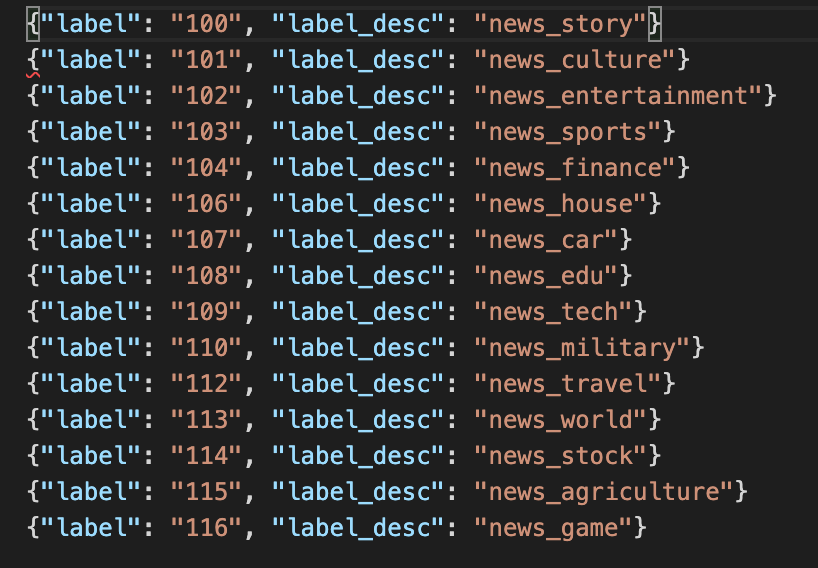 {"label": "100", "label_desc": "news_story"}
{"label": "101", "label_desc": "news_culture"}
{"label": "102", "label_desc": "news_entertainment"}
{"label": "103", "label_desc": "news_sports"}
{"label": "104", "label_desc": "news_finance"}
{"label": "106", "label_desc": "news_house"}
{"label": "107", "label_desc": "news_car"}
{"label": "108", "label_desc": "news_edu"}
{"label": "109", "label_desc": "news_tech"}
{"label": "110", "label_desc": "news_military"}
{"label": "112", "label_desc": "news_travel"}
{"label": "113", "label_desc": "news_world"}
{"label": "114", "label_desc": "news_stock"}
{"label": "115", "label_desc": "news_agriculture"}
{"label": "116", "label_desc": "news_game"}